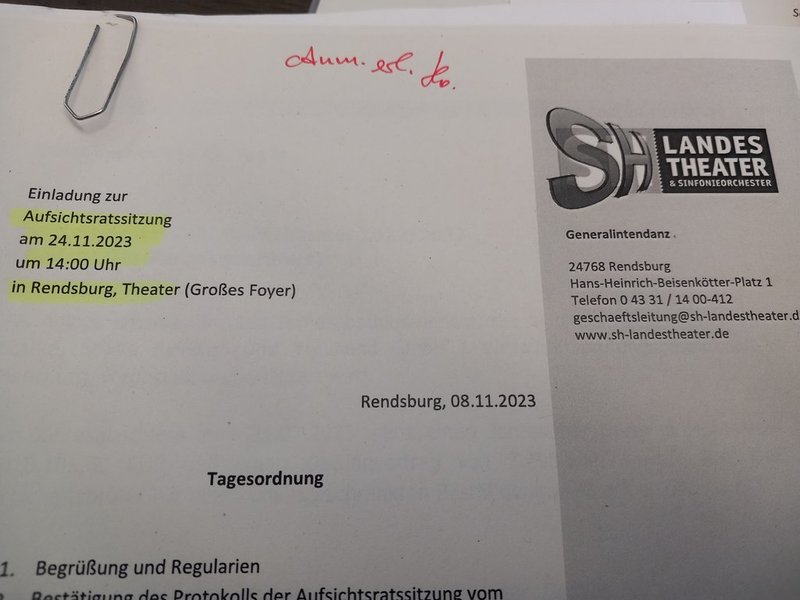 Anm. erl.
SH LANDES
THEATER
& SINFONIEORCHESTER
Einladung zur
Aufsichtsratssitzung
am 24.11.2023
um 14:00 Uhr
in Rendsburg, Theater (Großes Foyer)
Generalintendanz
24768 Rendsburg
Hans-Heinrich-Beisenkötter-Platz 1
Telefon 0 43 31 / 14 00-412
geschaeftsleitung@sh-landestheater.d
www.sh-landestheater.de
Rendsburg, 08.11.2023
Tagesordnung
1. Begrüßung und Regularien
Bestätigung des Protokolls der Aufsichtsratssitzung vom